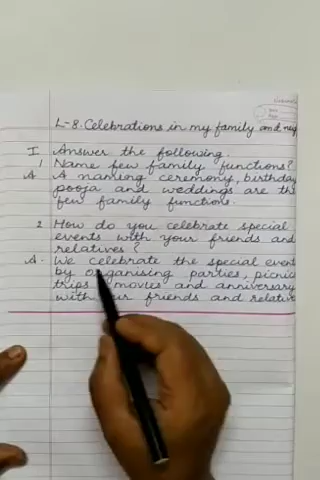 L-8. Celebrations in my family and neig
I. Answer the following.
1 Name few family functions?
A. A naming ceremony, birthday
pooja and weddings are the
few family functions.
2 How do you celebrate special
events with your friends and
relatives?
A. We celebrate the special event
by organising parties, picnic
trips, movies and anniversary
with our friends and relative